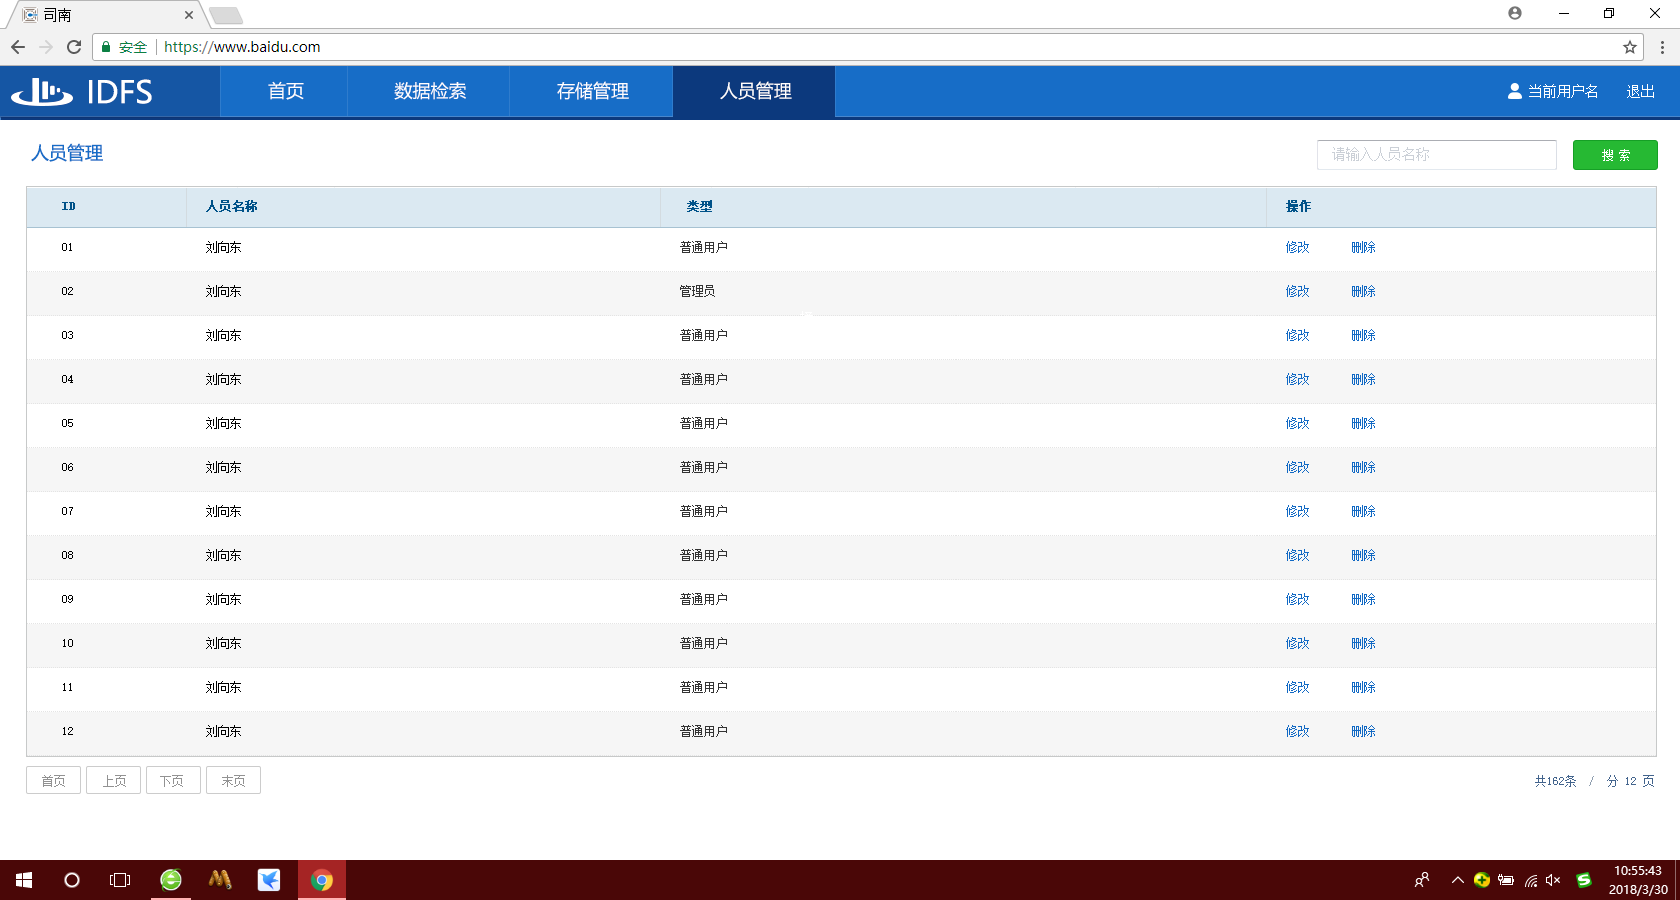 司南
安全 https://www.baidu.com
IDFS 首页 数据检索 存储管理 人员管理 当前用户名 退出
人员管理 请输入人员名称 搜 索
ID 人员名称 类型 操作
01 刘向东 普通用户 修改 删除
02 刘向东 管理员 修改 删除
03 刘向东 普通用户 修改 删除
04 刘向东 普通用户 修改 删除
05 刘向东 普通用户 修改 删除
06 刘向东 普通用户 修改 删除
07 刘向东 普通用户 修改 删除
08 刘向东 普通用户 修改 删除
09 刘向东 普通用户 修改 删除
10 刘向东 普通用户 修改 删除
11 刘向东 普通用户 修改 删除
12 刘向东 普通用户 修改 删除
首页 上页 下页 末页 共162条 / 分 12 页
10:55:43
2018/3/30